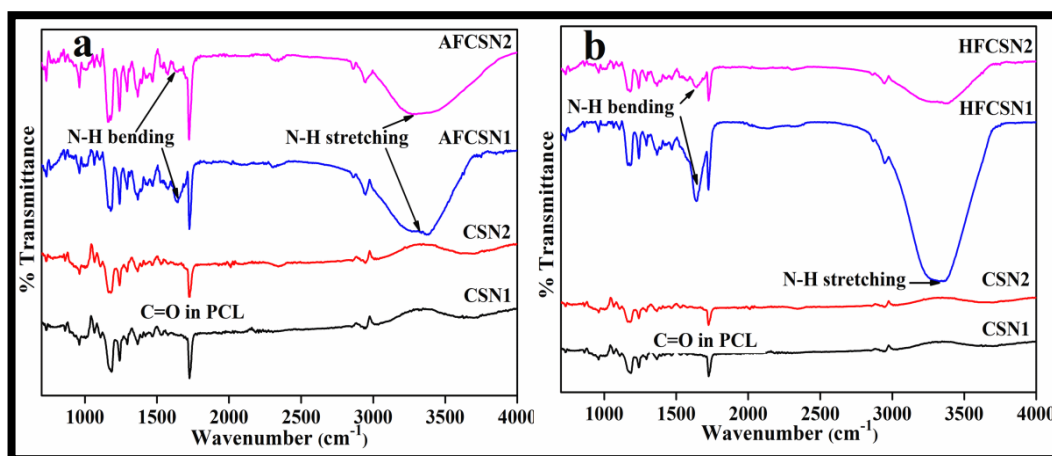 a
AFCSN2
N-H bending
N-H stretching
AFCSN1
CSN2
C=O in PCL
CSN1
% Transmittance
1000 1500 2000 2500 3000 3500 4000
Wavenumber (cm-1)
b
HFCSN2
N-H bending
HFCSN1
N-H stretching
CSN2
C=O in PCL
CSN1
% Transmittance
1000 1500 2000 2500 3000 3500 4000
Wavenumber (cm-1)